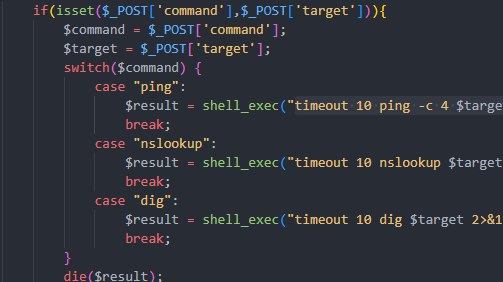 if(isset($_POST['command'],$_POST['target'])){
$command = $_POST['command'];
$target = $_POST['target'];
switch($command) {
case "ping":
$result = shell_exec("timeout 10 ping -c 4 $targe
break;
case "nslookup":
$result = shell_exec("timeout 10 nslookup $target
break;
case "dig":
$result = shell_exec("timeout 10 dig $target 2>&1
break;
}
die($result);